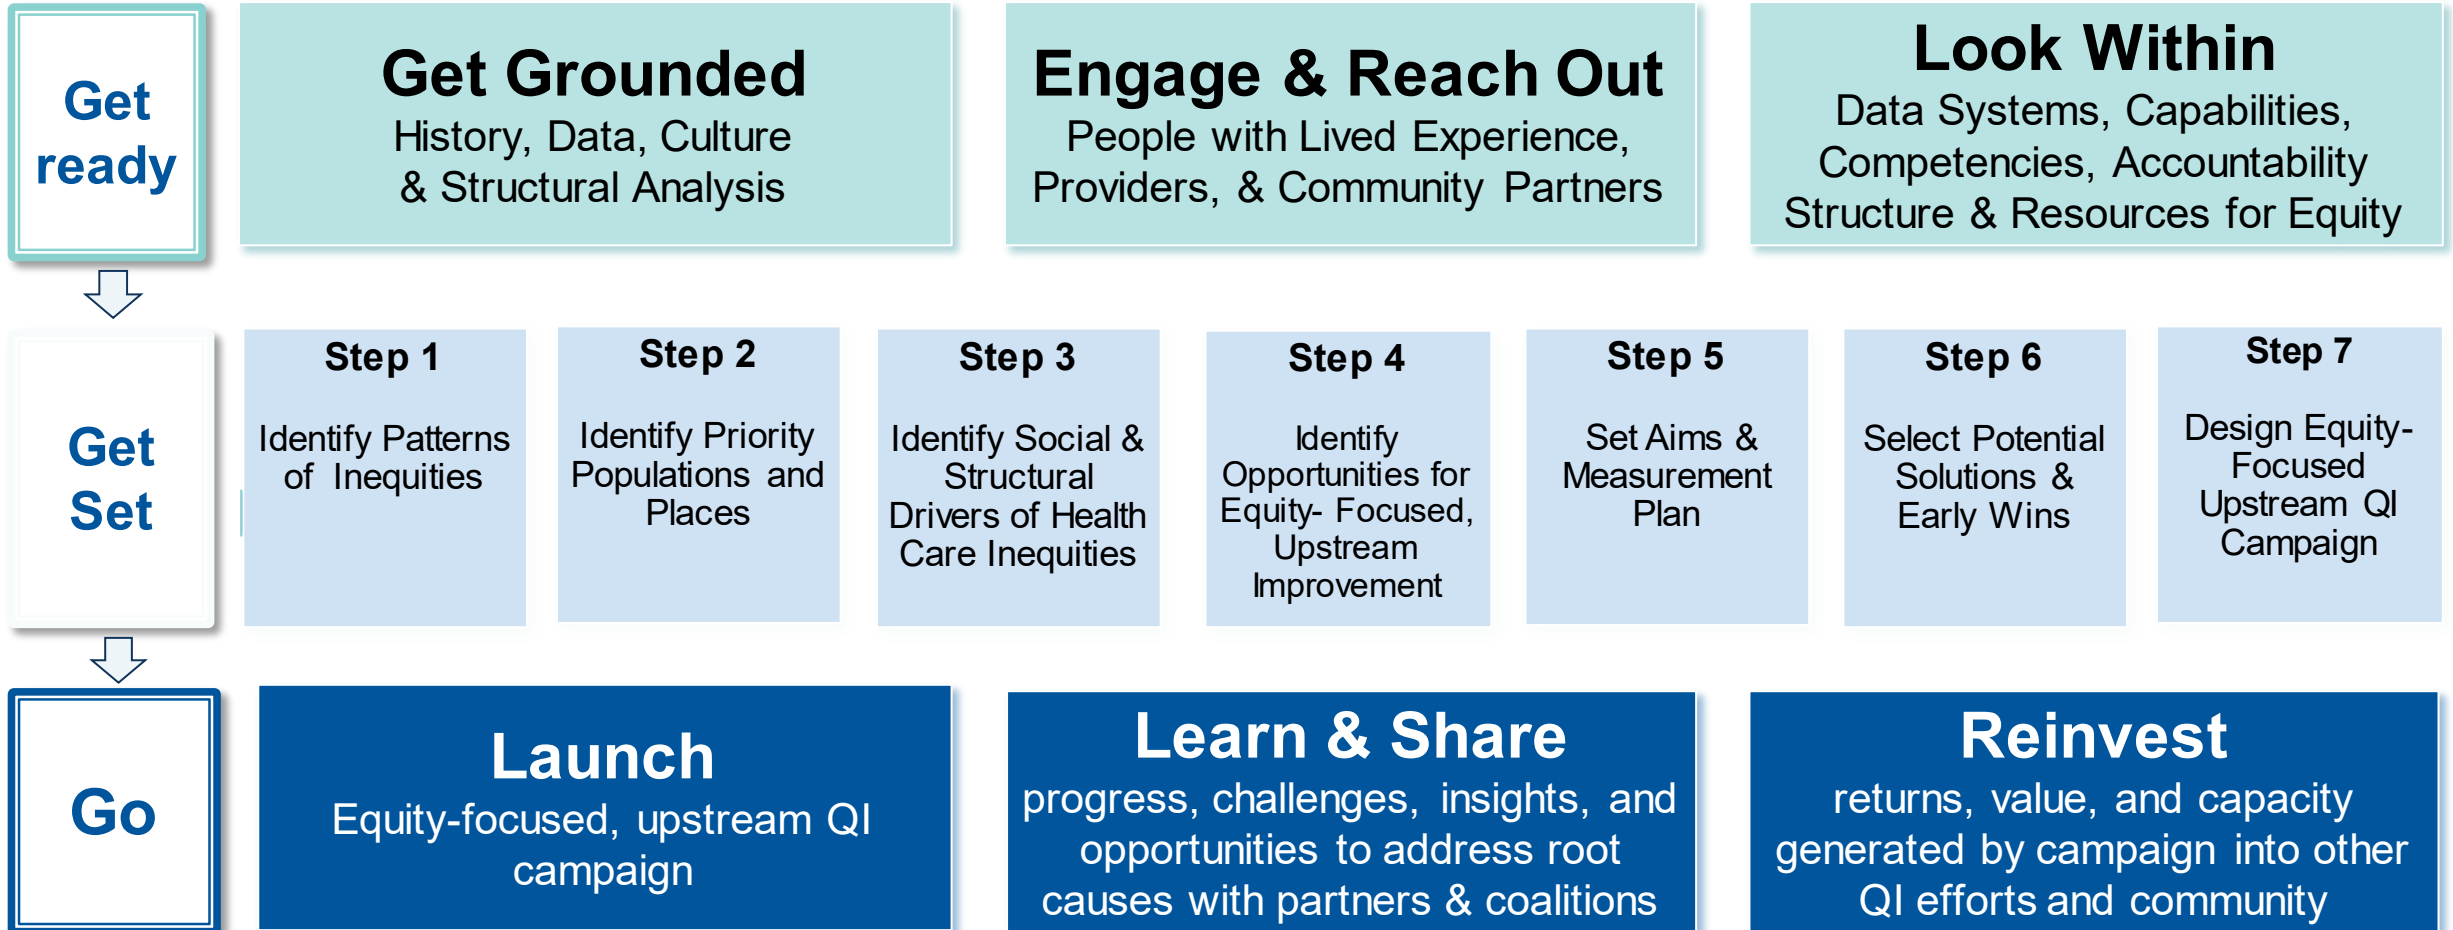 Get
ready
Get Grounded
History, Data, Culture
& Structural Analysis
Engage & Reach Out
People with Lived Experience,
Providers, & Community Partners
Look Within
Data Systems, Capabilities,
Competencies, Accountability
Structure & Resources for Equity
Get
Set
Step 1
Identify Patterns
of Inequities
Step 2
Identify Priority
Populations and
Places
Step 3
Identify Social &
Structural
Drivers of Health
Care Inequities
Step 4
Identify
Opportunities for
Equity- Focused,
Upstream
Improvement
Step 5
Set Aims &
Measurement
Plan
Step 6
Select Potential
Solutions &
Early Wins
Step 7
Design Equity-
Focused
Upstream QI
Campaign
Go
Launch
Equity-focused, upstream QI
campaign
Learn & Share
progress, challenges, insights, and
opportunities to address root
causes with partners & coalitions
Reinvest
returns, value, and capacity
generated by campaign into other
QI efforts and community